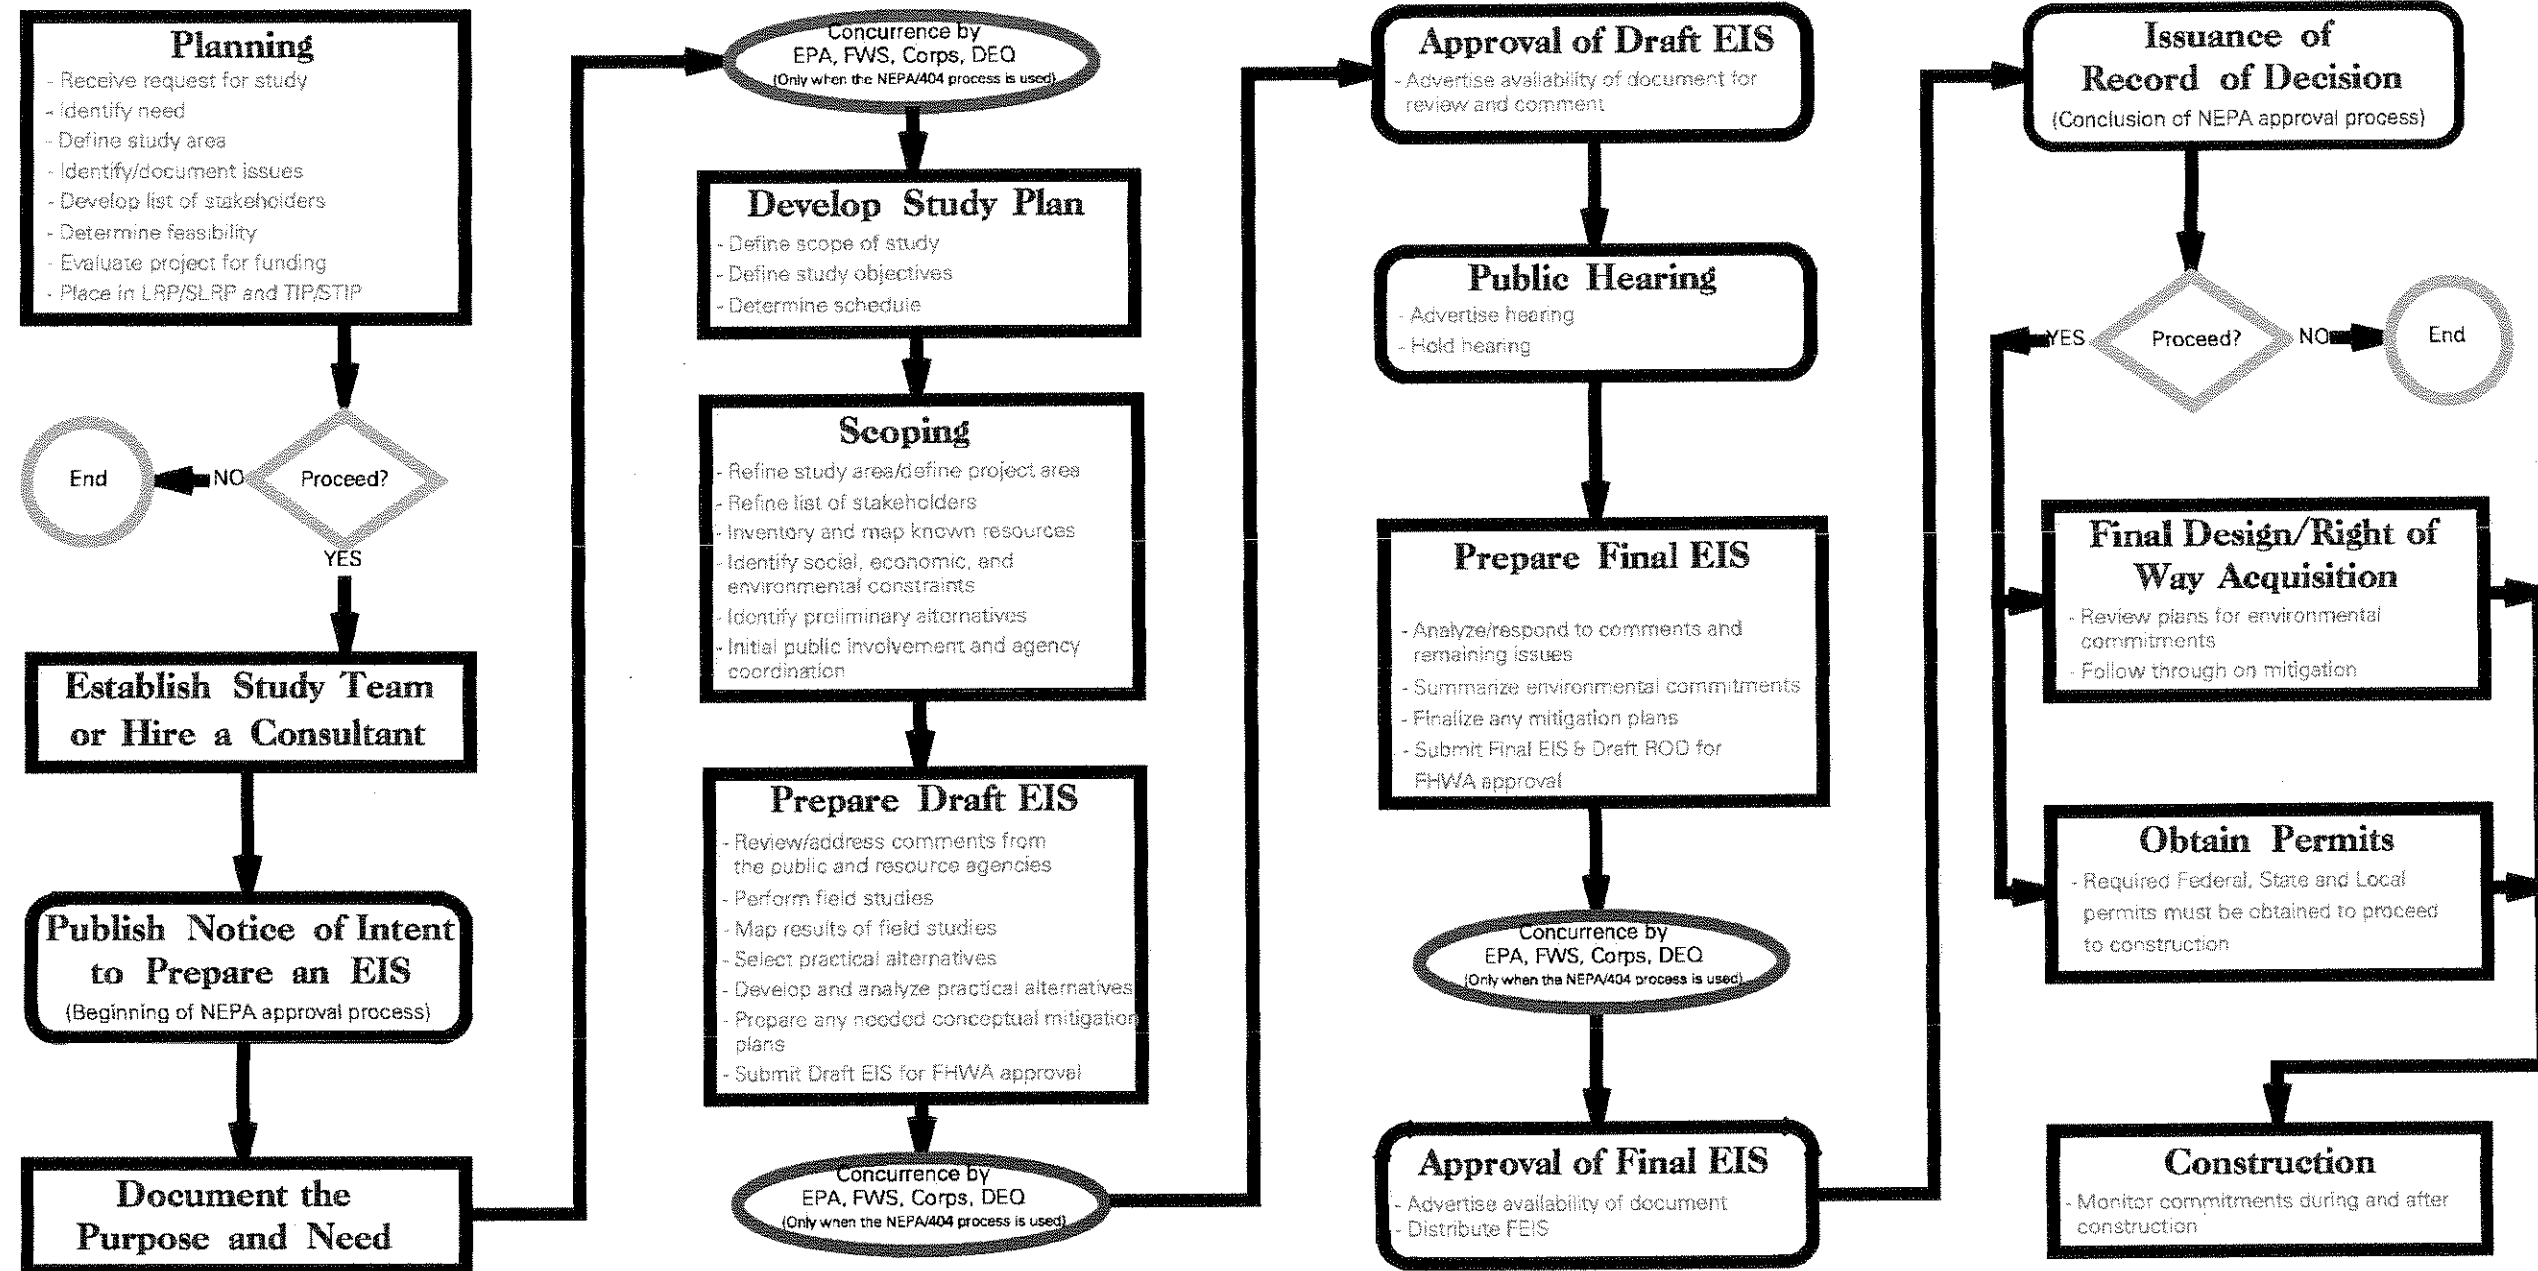 Planning
- Receive request for study
- Identify need
- Define study area
- Identify/document issues
- Develop list of stakeholders
- Determine feasibility
- Evaluate project for funding
- Place in LRP/SLRP and TIP/STIP
End
NO
Proceed?
YES
Establish Study Team
or Hire a Consultant
Publish Notice of Intent
to Prepare an EIS
(Beginning of NEPA approval process)
Document the
Purpose and Need
Concurrence by
EPA, FWS, Corps, DEQ
(Only when the NEPA/404 process is used)
Develop Study Plan
- Define scope of study
- Define study objectives
- Determine schedule
Scoping
- Refine study area/define project area
- Refine list of stakeholders
- Inventory and map known resources
- Identify social, economic, and
environmental constraints
- Identify preliminary alternatives
- Initial public involvement and agency
coordination
Prepare Draft EIS
- Review/address comments from
the public and resource agencies
- Perform field studies
- Map results of field studies
- Select practical alternatives
- Develop and analyze practical alternatives
- Prepare any needed conceptual mitigation
plans
- Submit Draft EIS for FHWA approval
Concurrence by
EPA, FWS, Corps, DEQ
(Only when the NEPA/404 process is used)
Approval of Draft EIS
- Advertise availability of document for
review and comment
Public Hearing
- Advertise hearing
- Hold hearing
Prepare Final EIS
- Analyze/respond to comments and
remaining issues
- Summarize environmental commitments
- Finalize any mitigation plans
- Submit Final EIS & Draft ROD for
FHWA approval
Concurrence by
EPA, FWS, Corps, DEQ
(Only when the NEPA/404 process is used)
Approval of Final EIS
- Advertise availability of document
- Distribute FEIS
Issuance of
Record of Decision
(Conclusion of NEPA approval process)
YES
Proceed?
NO
End
Final Design/Right of
Way Acquisition
- Review plans for environmental
commitments
- Follow through on mitigation
Obtain Permits
- Required Federal, State and Local
permits must be obtained to proceed
to construction
Construction
- Monitor commitments during and after
construction